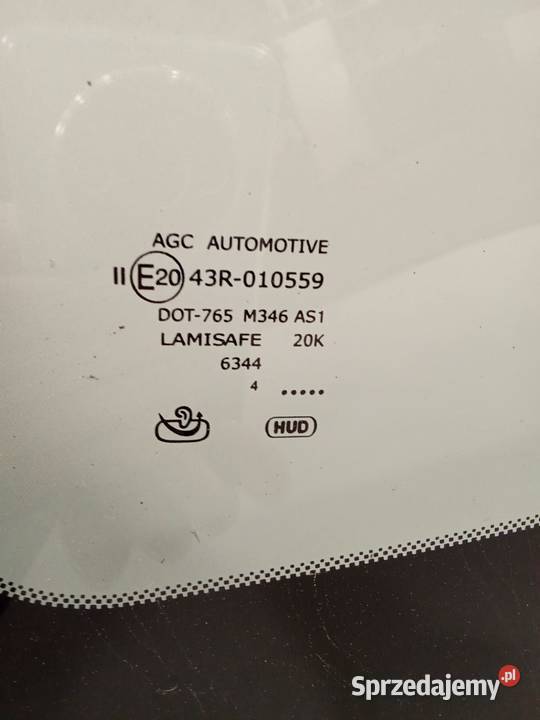 AGC AUTOMOTIVE
II E20 43R-010559
DOT-765 M346 AS1
LAMISAFE 20K
6344
4 .....
HUD
Sprzedajemy.pl